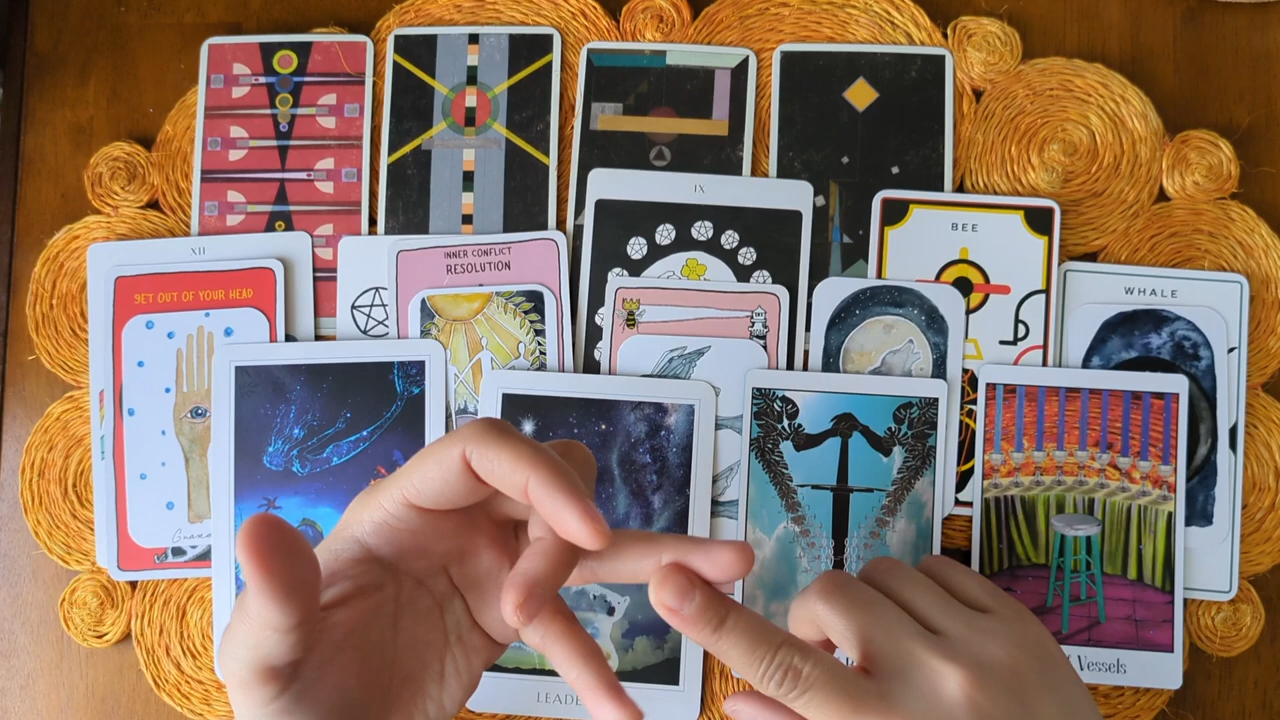 IX
BEE
XII
INNER CONFLICT
RESOLUTION
WHALE
GET OUT OF YOUR HEAD
LEADE
f Vessels